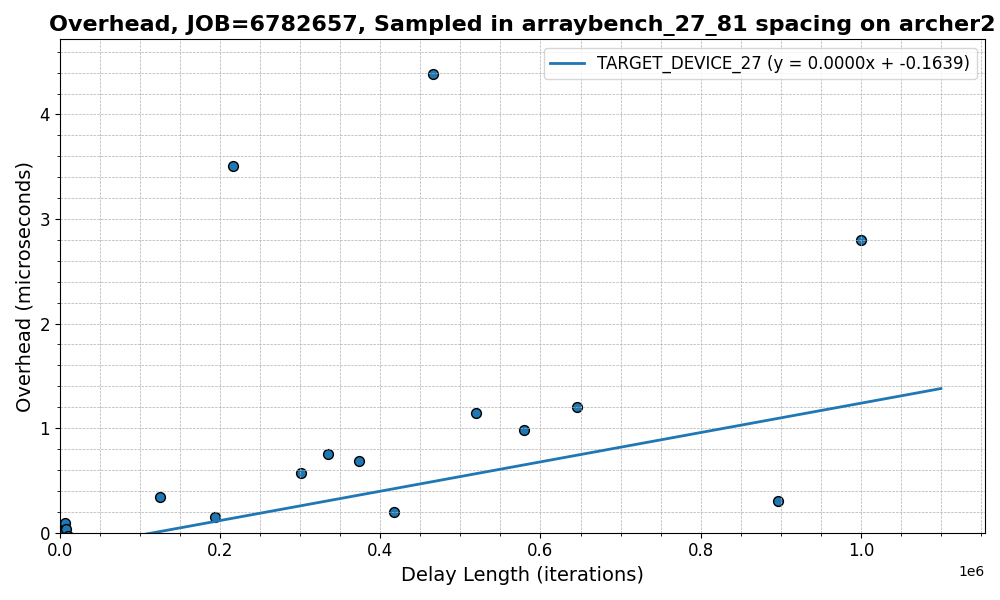 Overhead, JOB=6782657, Sampled in arraybench_27_81 spacing on archer2
TARGET_DEVICE_27 (y = 0.0000x + -0.1639)
Overhead (microseconds)
4
3
2
1
0
0.0 0.2 0.4 0.6 0.8 1.0
1e6
Delay Length (iterations)